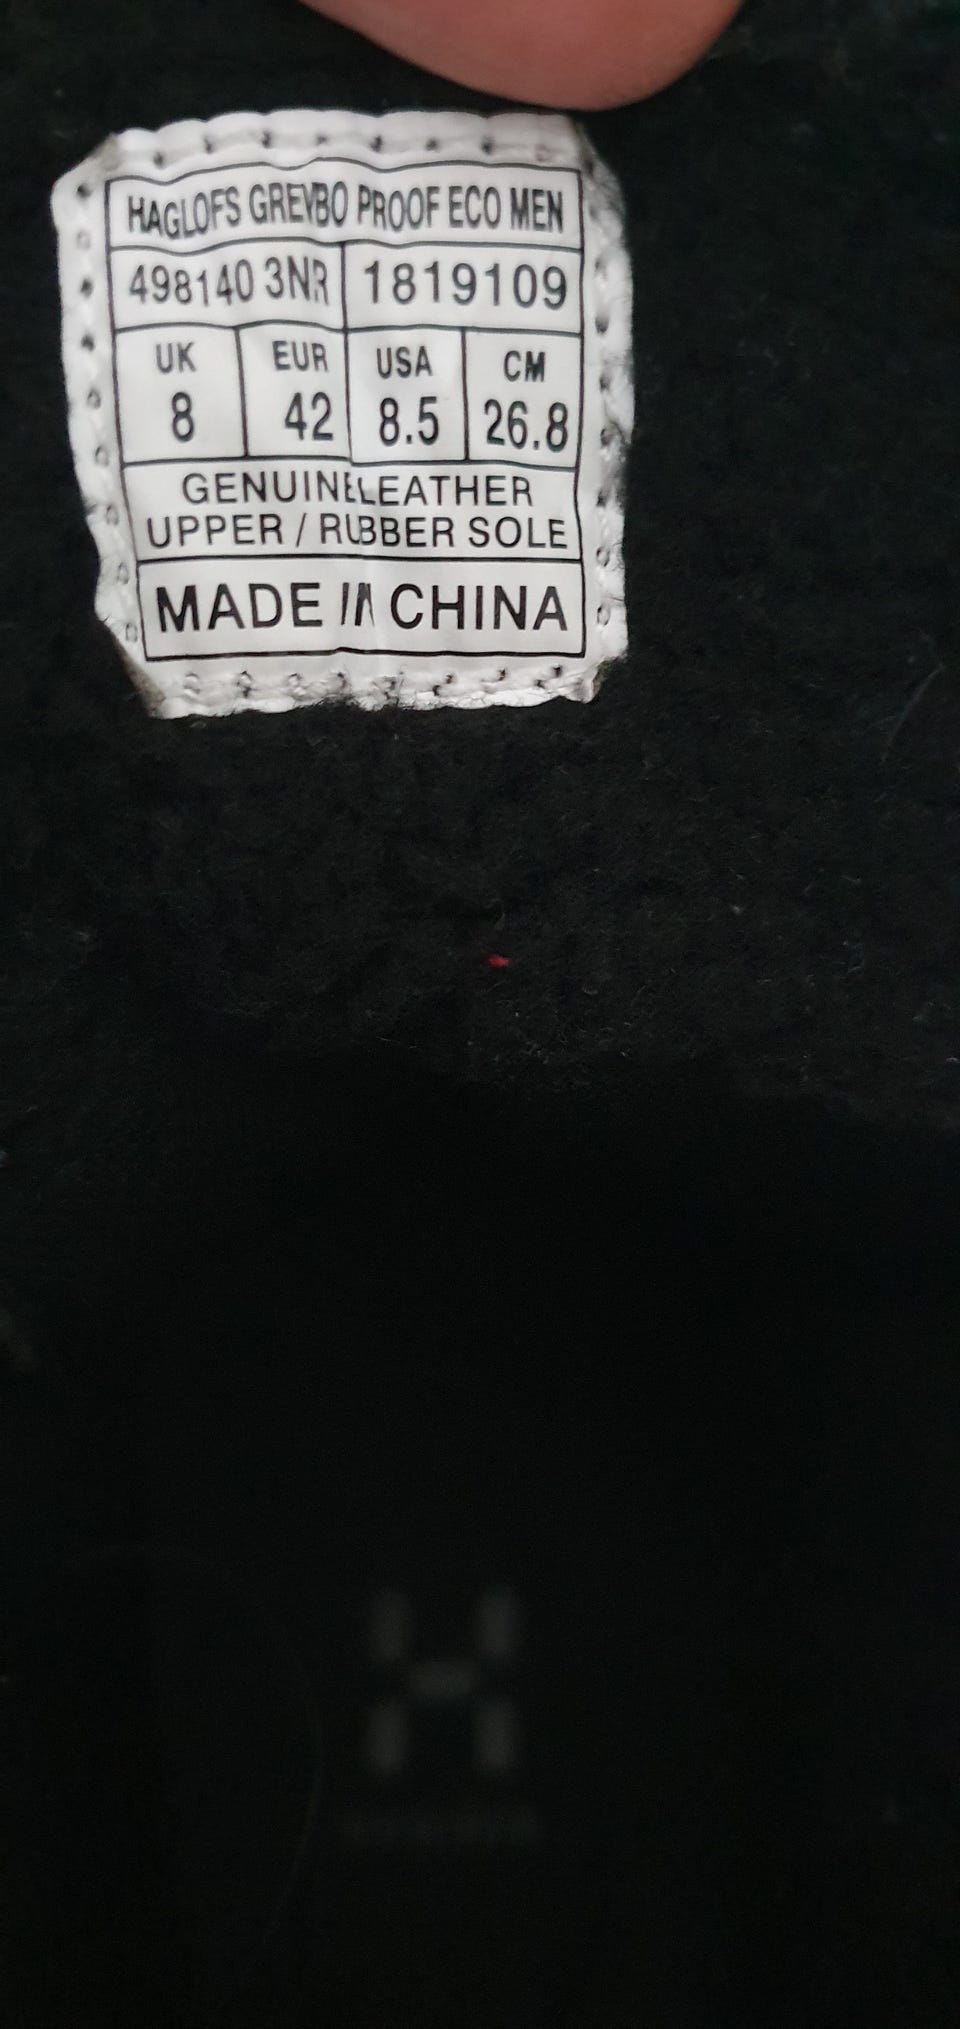 HAGLOFS GREVBO PROOF ECO MEN
498140 3NR 1819109
UK EUR USA CM
8 42 8.5 26.8
GENUINE LEATHER
UPPER / RUBBER SOLE
MADE IN CHINA